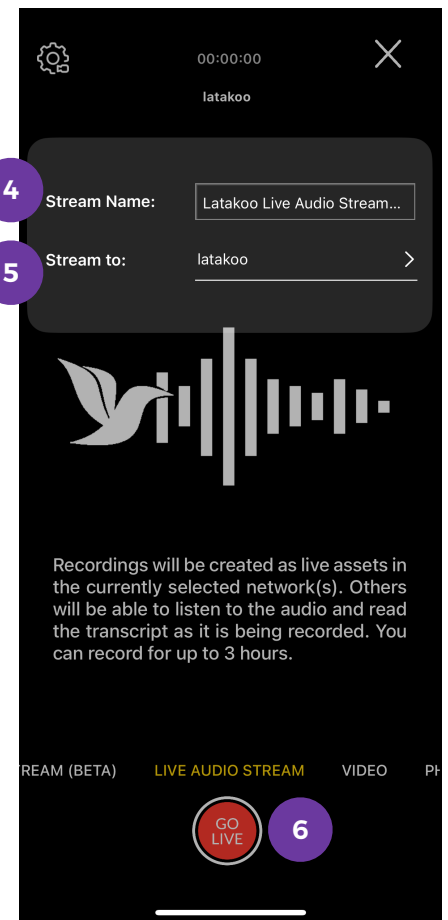 00:00:00
latakoo
4
Stream Name:
Latakoo Live Audio Stream...
5
Stream to:
latakoo
Recordings will be created as live assets in
the currently selected network(s). Others
will be able to listen to the audio and read
the transcript as it is being recorded. You
can record for up to 3 hours.
REAM (BETA) LIVE AUDIO STREAM VIDEO PH
GO
LIVE
6